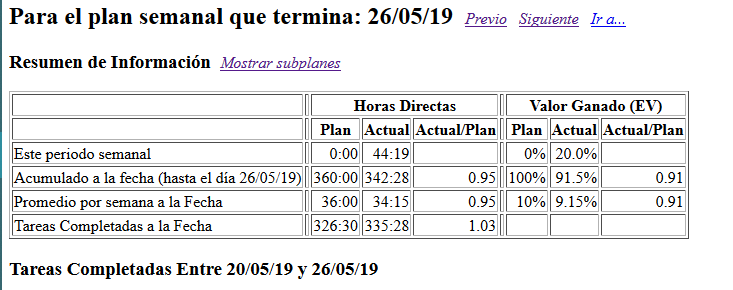 Para el plan semanal que termina: 26/05/19 Previo Siguiente Ir a...
Resumen de Información Mostrar subplanes
Horas Directas Valor Ganado (EV)
Plan Actual Actual/Plan Plan Actual Actual/Plan
Este periodo semanal 0:00 44:19 0% 20.0%
Acumulado a la fecha (hasta el día 26/05/19) 360:00 342:28 0.95 100% 91.5% 0.91
Promedio por semana a la Fecha 36:00 34:15 0.95 10% 9.15% 0.91
Tareas Completadas a la Fecha 326:30 335:28 1.03
Tareas Completadas Entre 20/05/19 y 26/05/19